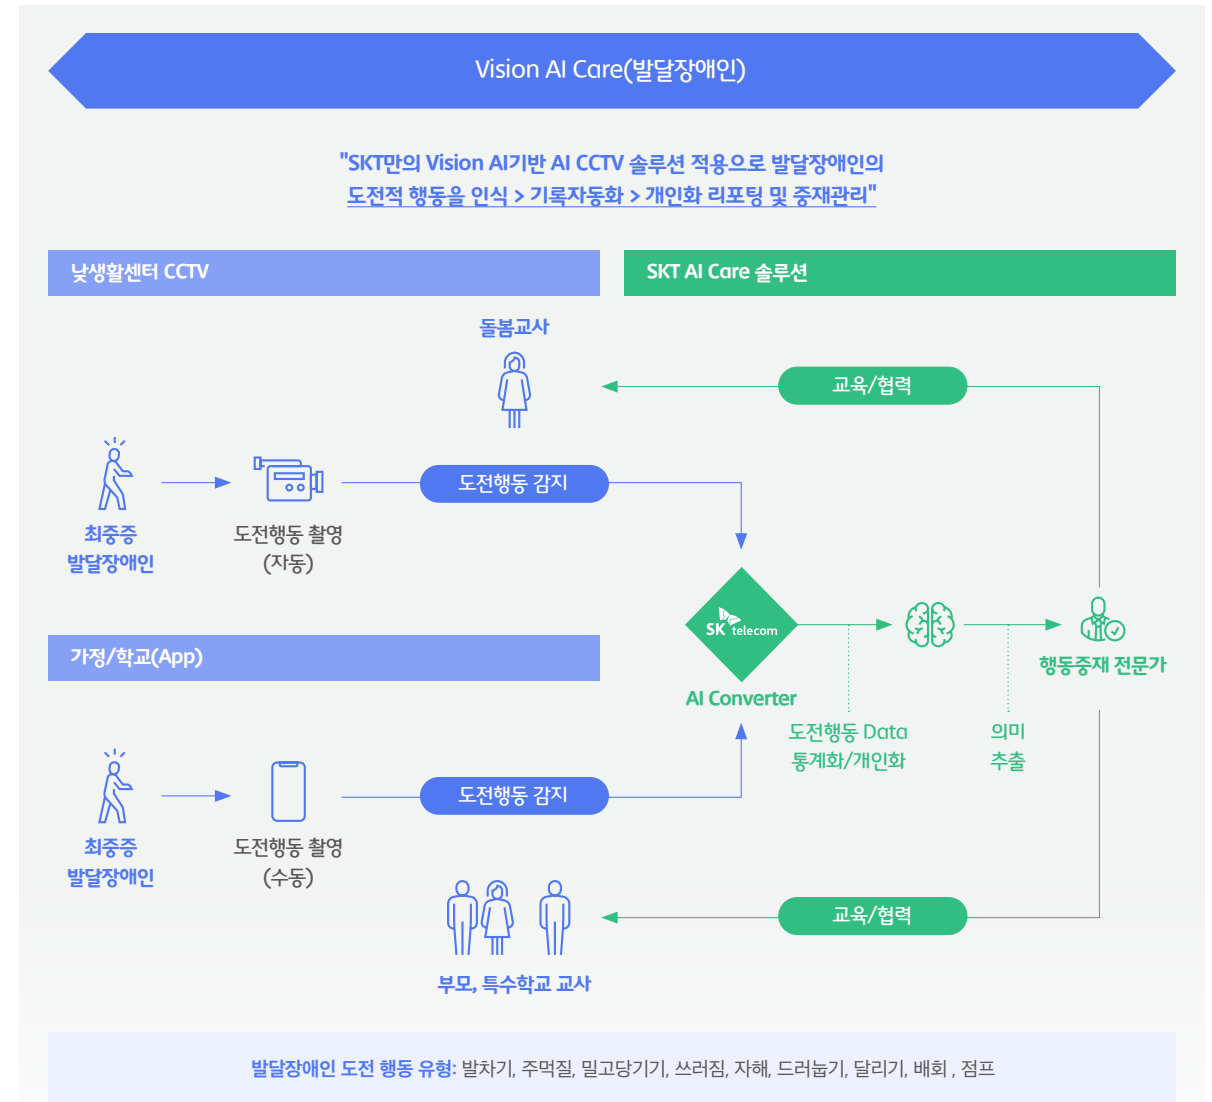 Vision AI Care(발달장애인)
"SKT만의 Vision AI기반 AI CCTV 솔루션 적용으로 발달장애인의
도전적 행동을 인식 > 기록자동화 > 개인화 리포팅 및 중재관리"
낮생활센터 CCTV
SKT AI Care 솔루션
돌봄교사
교육/협력
도전행동 감지
최중증
발달장애인
도전행동 촬영
(자동)
SK telecom
AI Converter
행동중재 전문가
도전행동 Data
통계화/개인화
의미
추출
가정/학교(App)
도전행동 감지
최중증
발달장애인
도전행동 촬영
(수동)
교육/협력
부모, 특수학교 교사
발달장애인 도전 행동 유형: 발차기, 주먹질, 밀고당기기, 쓰러짐, 자해, 드러눕기, 달리기, 배회 , 점프